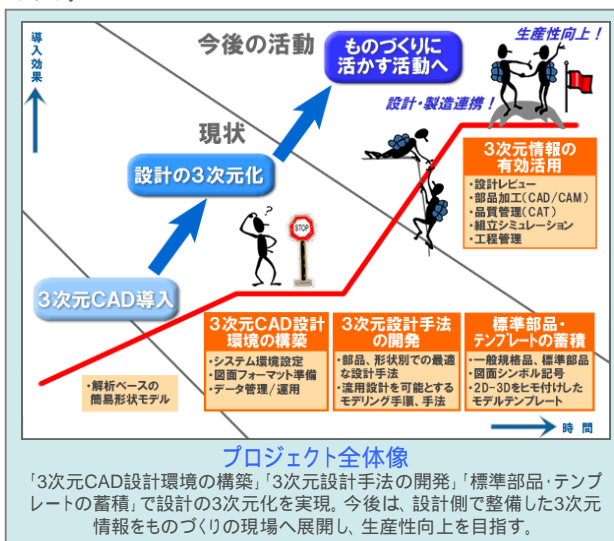 生産性向上！
今後の活動
ものづくりに
活かす活動へ
導入効果
設計・製造連携！
現状
3次元情報の
有効活用
・設計レビュー
・部品加工(CAD/CAM)
・品質管理(CAT)
・組立シミュレーション
・工程管理
設計の3次元化
STOP
3次元CAD導入
3次元CAD設計
環境の構築
・システム環境設定
・図面フォーマット準備
・データ管理/運用
3次元設計手法
の開発
・部品、形状別での最適
な設計手法
・流用設計を可能とする
モデリング手順、手法
標準部品・
テンプレートの蓄積
・一般規格品、標準部品
・図面シンボル記号
・2D-3Dをヒモ付けした
モデルテンプレート
・解析ベースの
簡易形状モデル
時間
プロジェクト全体像
「3次元CAD設計環境の構築」「3次元設計手法の開発」「標準部品・テンプ
レートの蓄積」で設計の3次元化を実現。今後は、設計側で整備した3次元
情報をものづくりの現場へ展開し、生産性向上を目指す。